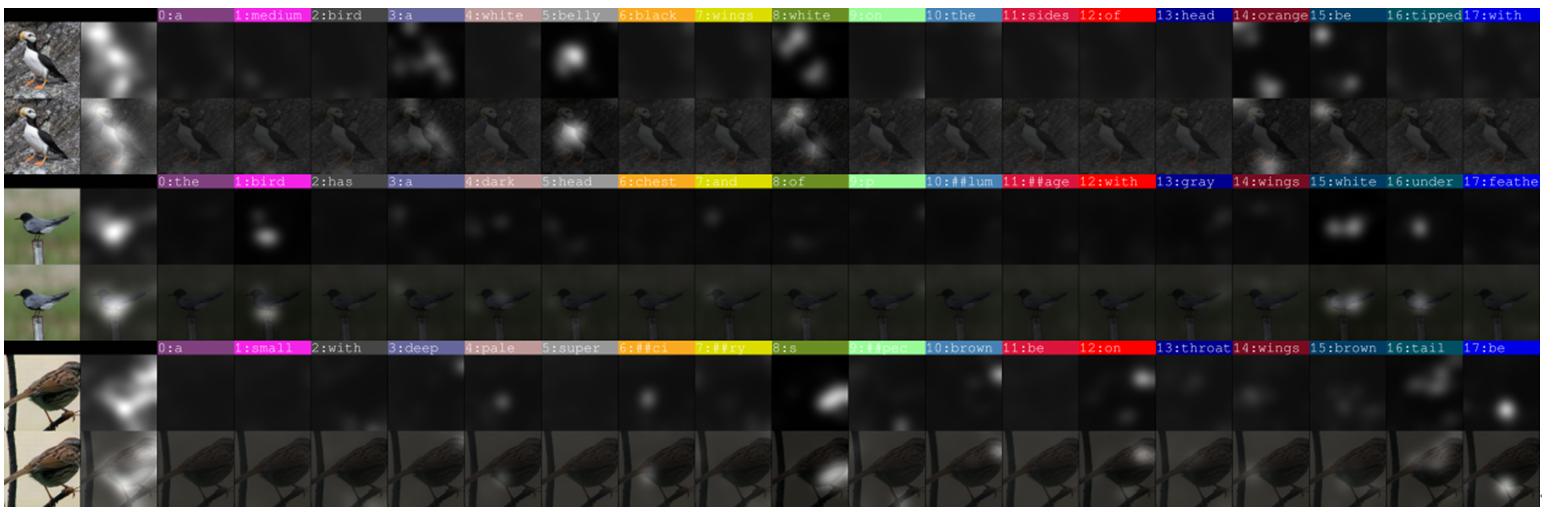 0:a 1:medium 2:bird 3:a 4:white 5:belly 6:black 7:wings 8:white 9:on 10:the 11:sides 12:of 13:head 14:orange 15:be 16:tipped 17:with
0:the 1:bird 2:has 3:a 4:dark 5:head 6:chest 7:and 8:of 9:p 10:##lum 11:##age 12:with 13:gray 14:wings 15:white 16:under 17:feathe
0:a 1:small 2:with 3:deep 4:pale 5:super 6:##ci 7:##ry 8:s 9:##pec 10:brown 11:be 12:on 13:throat 14:wings 15:brown 16:tail 17:be